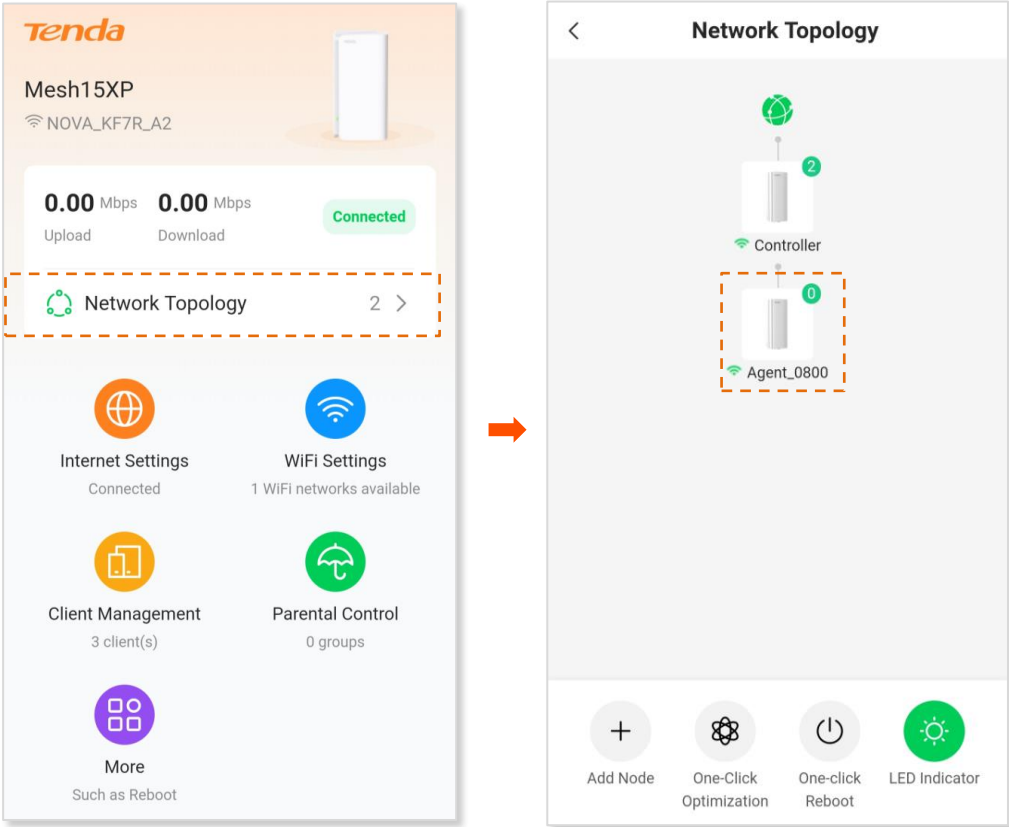 Tenda
Mesh15XP
NOVA_KF7R_A2
0.00 Mbps 0.00 Mbps
Upload Download
Connected
Network Topology 2
Internet Settings
Connected
WiFi Settings
1 WiFi networks available
Client Management
3 client(s)
Parental Control
0 groups
More
Such as Reboot
Network Topology
2
Controller
0
Agent_0800
Add Node
One-Click
Optimization
One-click
Reboot
LED Indicator